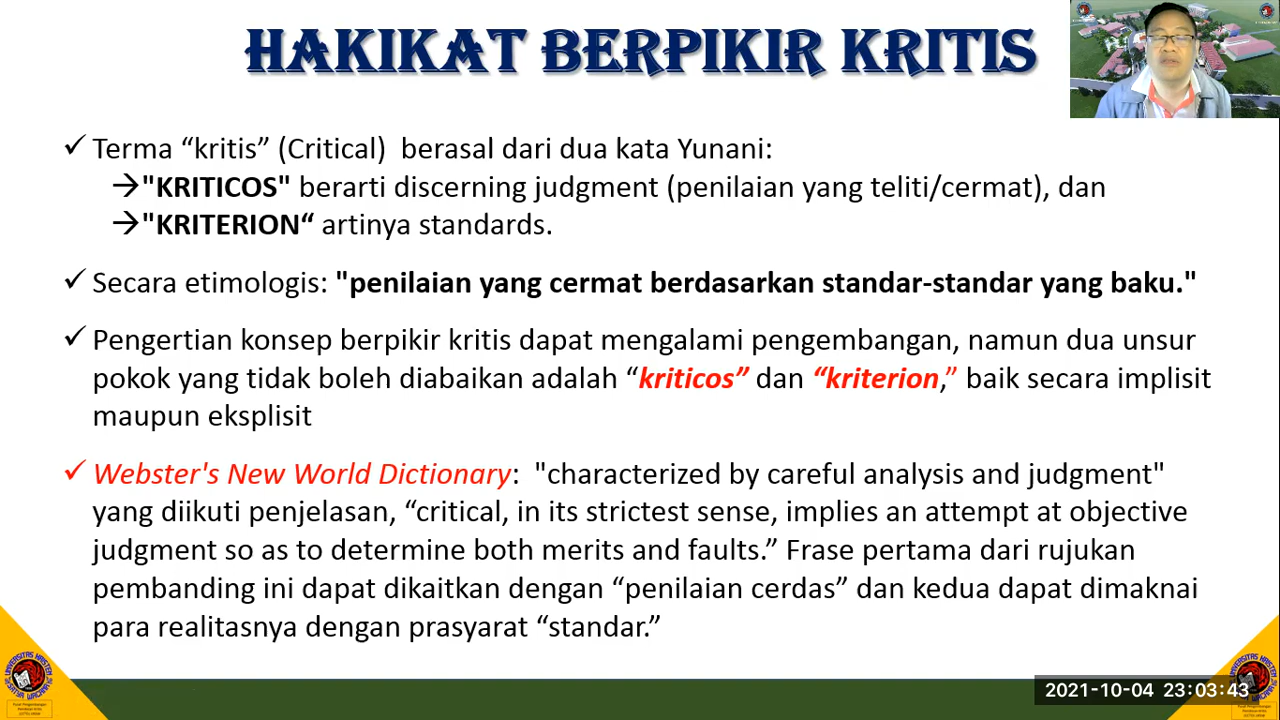 HAKIKAT BERPIKIR KRITIS
✓ Terma “kritis” (Critical) berasal dari dua kata Yunani:
→"KRITICOS" berarti discerning judgment (penilaian yang teliti/cermat), dan
→"KRITERION“ artinya standards.
✓ Secara etimologis: "penilaian yang cermat berdasarkan standar-standar yang baku."
✓ Pengertian konsep berpikir kritis dapat mengalami pengembangan, namun dua unsur
pokok yang tidak boleh diabaikan adalah “kriticos” dan “kriterion,” baik secara implisit
maupun eksplisit
✓ Webster's New World Dictionary: "characterized by careful analysis and judgment"
yang diikuti penjelasan, “critical, in its strictest sense, implies an attempt at objective
judgment so as to determine both merits and faults.” Frase pertama dari rujukan
pembanding ini dapat dikaitkan dengan “penilaian cerdas” dan kedua dapat dimaknai
para realitasnya dengan prasyarat “standar.”
2021-10-04 23:03:43